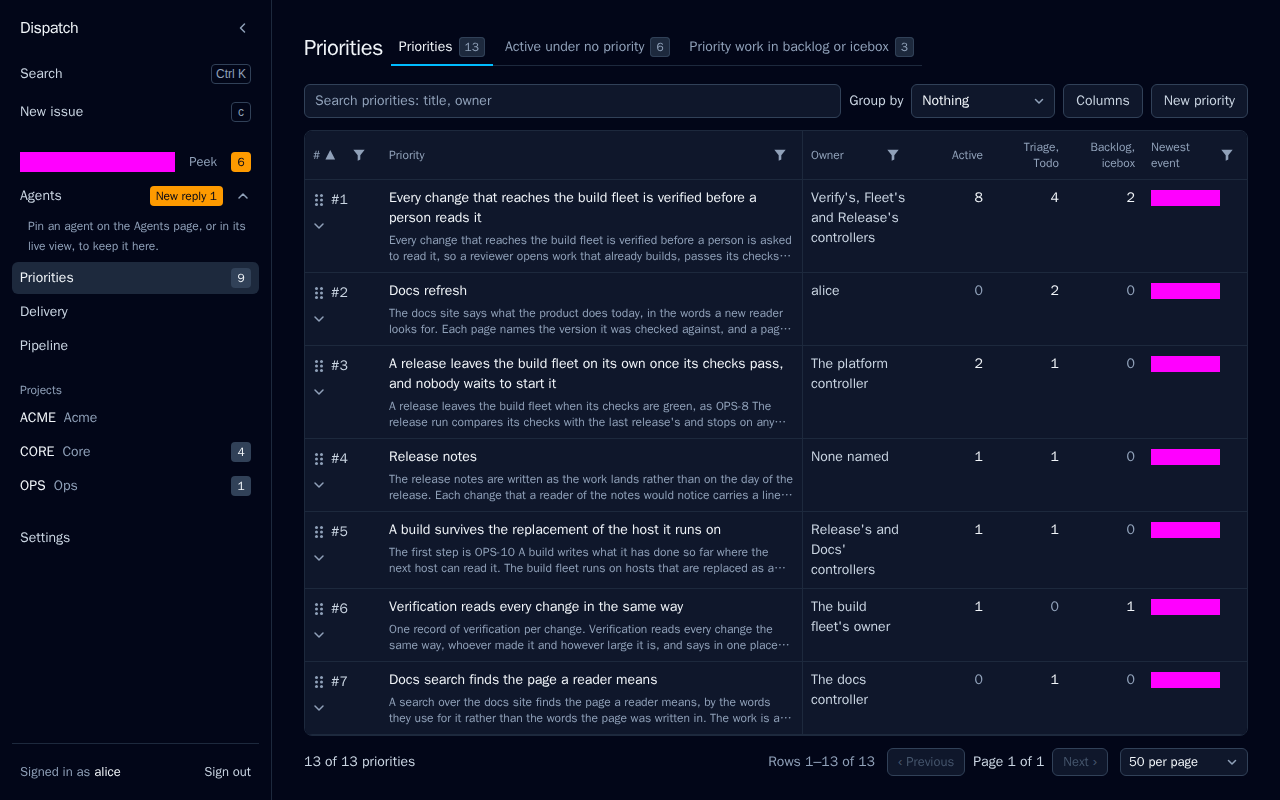 Dispatch
Search
Ctrl K
New issue
c
Peek
6
Agents
New reply 1
Pin an agent on the Agents page, or in its
live view, to keep it here.
Priorities
9
Delivery
Pipeline
Projects
ACME Acme
CORE Core
4
OPS Ops
1
Settings
Signed in as alice
Sign out
Priorities
Priorities 13
Active under no priority 6
Priority work in backlog or icebox 3
Search priorities: title, owner
Group by
Nothing
Columns
New priority
# ▲
Priority
Owner
Active
Triage,
Todo
Backlog,
icebox
Newest
event
#1
Every change that reaches the build fleet is verified before a
person reads it
Every change that reaches the build fleet is verified before a person is asked
to read it, so a reviewer opens work that already builds, passes its checks…
Verify's, Fleet's
and Release's
controllers
8
4
2
#2
Docs refresh
The docs site says what the product does today, in the words a new reader
looks for. Each page names the version it was checked against, and a pag…
alice
0
2
0
#3
A release leaves the build fleet on its own once its checks pass,
and nobody waits to start it
A release leaves the build fleet when its checks are green, as OPS-8 The
release run compares its checks with the last release's and stops on any…
The platform
controller
2
1
0
#4
Release notes
The release notes are written as the work lands rather than on the day of the
release. Each change that a reader of the notes would notice carries a line…
None named
1
1
0
#5
A build survives the replacement of the host it runs on
The first step is OPS-10 A build writes what it has done so far where the
next host can read it. The build fleet runs on hosts that are replaced as a…
Release's and
Docs'
controllers
1
1
0
#6
Verification reads every change in the same way
One record of verification per change. Verification reads every change the
same way, whoever made it and however large it is, and says in one place…
The build
fleet's owner
1
0
1
#7
Docs search finds the page a reader means
A search over the docs site finds the page a reader means, by the words
they use for it rather than the words the page was written in. The work is a…
The docs
controller
0
1
0
13 of 13 priorities
Rows 1–13 of 13
‹ Previous
Page 1 of 1
Next ›
50 per page